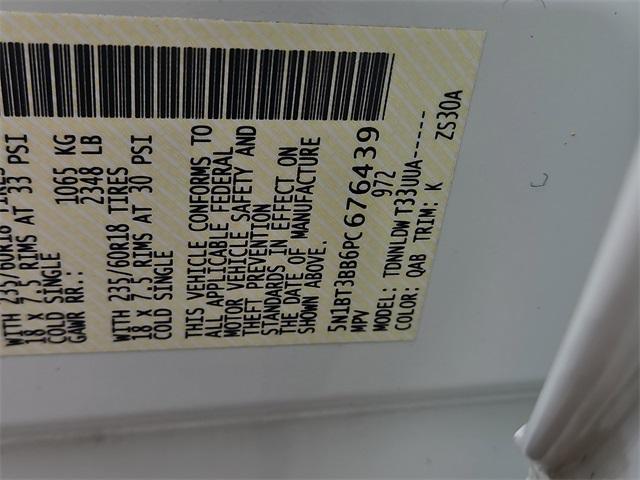 WITH 235/60R18 TIRES
18 X 7.5 RIMS AT 33 PSI
COLD SINGLE
GAWR RR.: 1065 KG
2348 LB
WITH 235/60R18 TIRES
18 X 7.5 RIMS AT 30 PSI
COLD SINGLE
THIS VEHICLE CONFORMS TO
ALL APPLICABLE FEDERAL
MOTOR VEHICLE SAFETY AND
THEFT PREVENTION
STANDARDS IN EFFECT ON
THE DATE OF MANUFACTURE
SHOWN ABOVE.
5N1BT3BB6PC676439
MPV 972
MODEL: TDNNLDW T33UUA-----
COLOR: QAB TRIM: K ZS30A